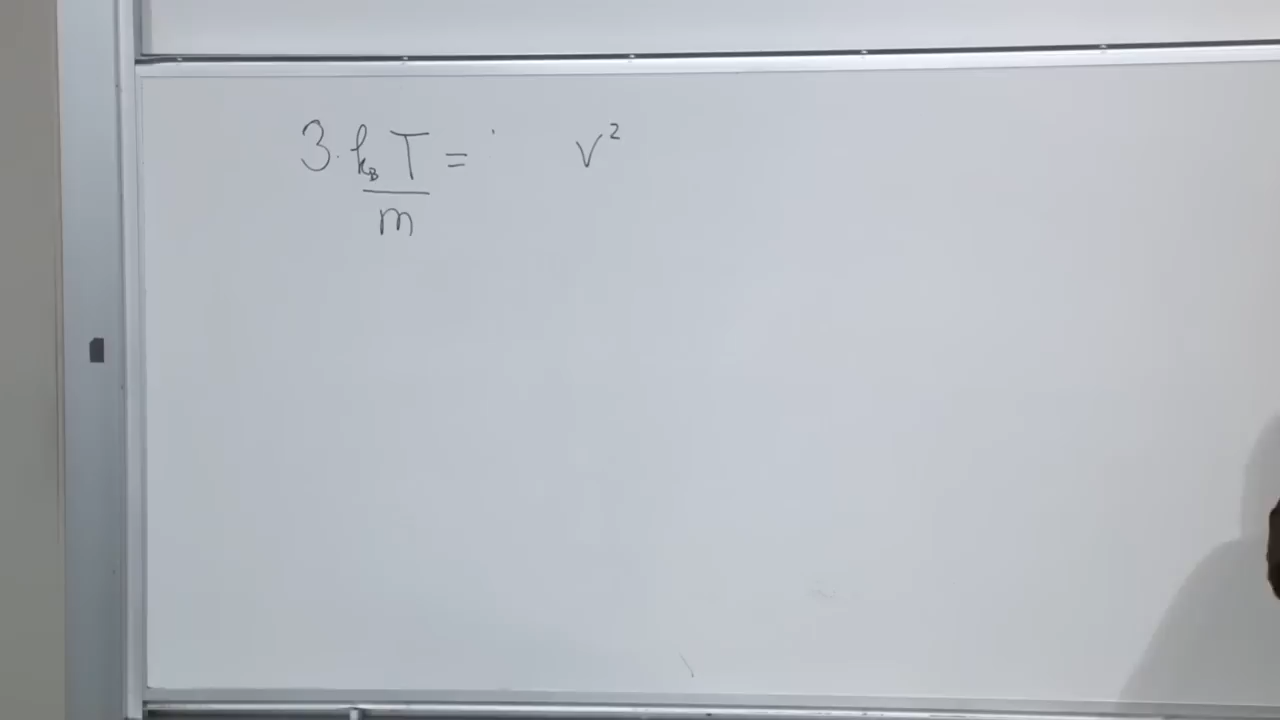 3· k_B T = v²
m